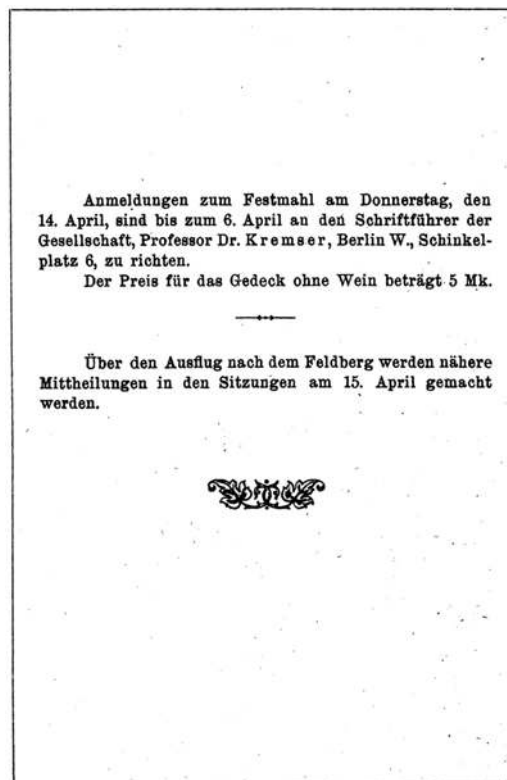 Anmeldungen zum Festmahl am Donnerstag, den
14. April, sind bis zum 6. April an den Schriftführer der
Gesellschaft, Professor Dr. Kremser, Berlin W., Schinkel-
platz 6, zu richten.
Der Preis für das Gedeck ohne Wein beträgt 5 Mk.
Über den Ausflug nach dem Feldberg werden nähere
Mittheilungen in den Sitzungen am 15. April gemacht
werden.